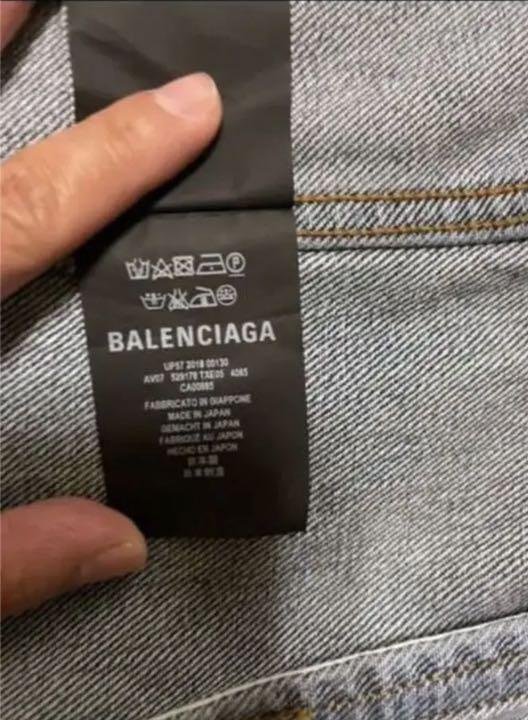 BALENCIAGA
UP57 2018 00130
AV07 529178 TXE05 4065
CA00885
FABBRICATO IN GIAPPONE
MADE IN JAPAN
GEMACHT IN JAPAN
FABRIQUÉ AU JAPON
HECHO EN JAPON